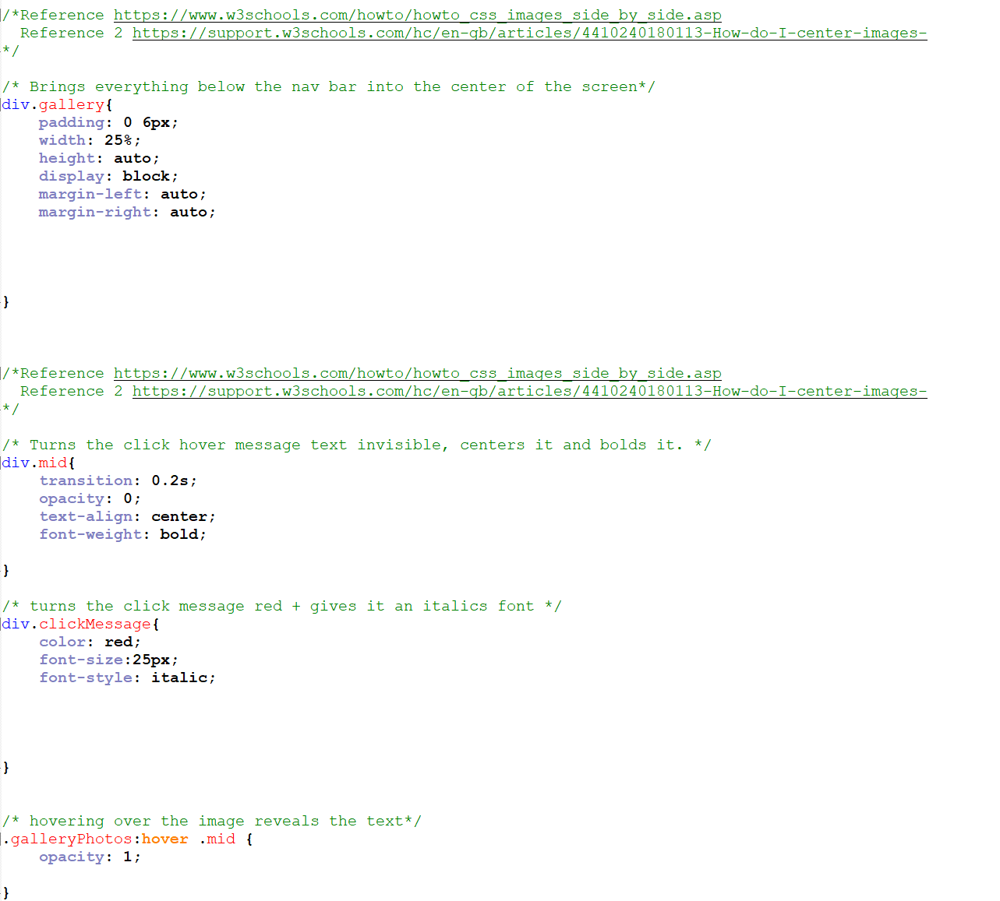 /*Reference https://www.w3schools.com/howto/howto_css_images_side_by_side.asp
  Reference 2 https://support.w3schools.com/hc/en-gb/articles/4410240180113-How-do-I-center-images-
*/
/* Brings everything below the nav bar into the center of the screen*/
div.gallery{
    padding: 0 6px;
    width: 25%;
    height: auto;
    display: block;
    margin-left: auto;
    margin-right: auto;
}
/*Reference https://www.w3schools.com/howto/howto_css_images_side_by_side.asp
  Reference 2 https://support.w3schools.com/hc/en-gb/articles/4410240180113-How-do-I-center-images-
*/
/* Turns the click hover message text invisible, centers it and bolds it. */
div.mid{
    transition: 0.2s;
    opacity: 0;
    text-align: center;
    font-weight: bold;
}
/* turns the click message red + gives it an italics font */
div.clickMessage{
    color: red;
    font-size:25px;
    font-style: italic;
}
/* hovering over the image reveals the text*/
.galleryPhotos:hover .mid {
    opacity: 1;
}